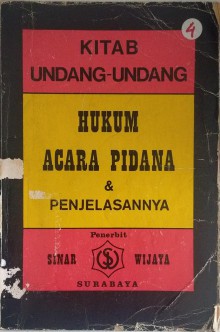 4
KITAB
UNDANG-UNDANG
HUKUM
ACARA PIDANA
&
PENJELASANNYA
Penerbit
SINAR WIJAYA
SURABAYA